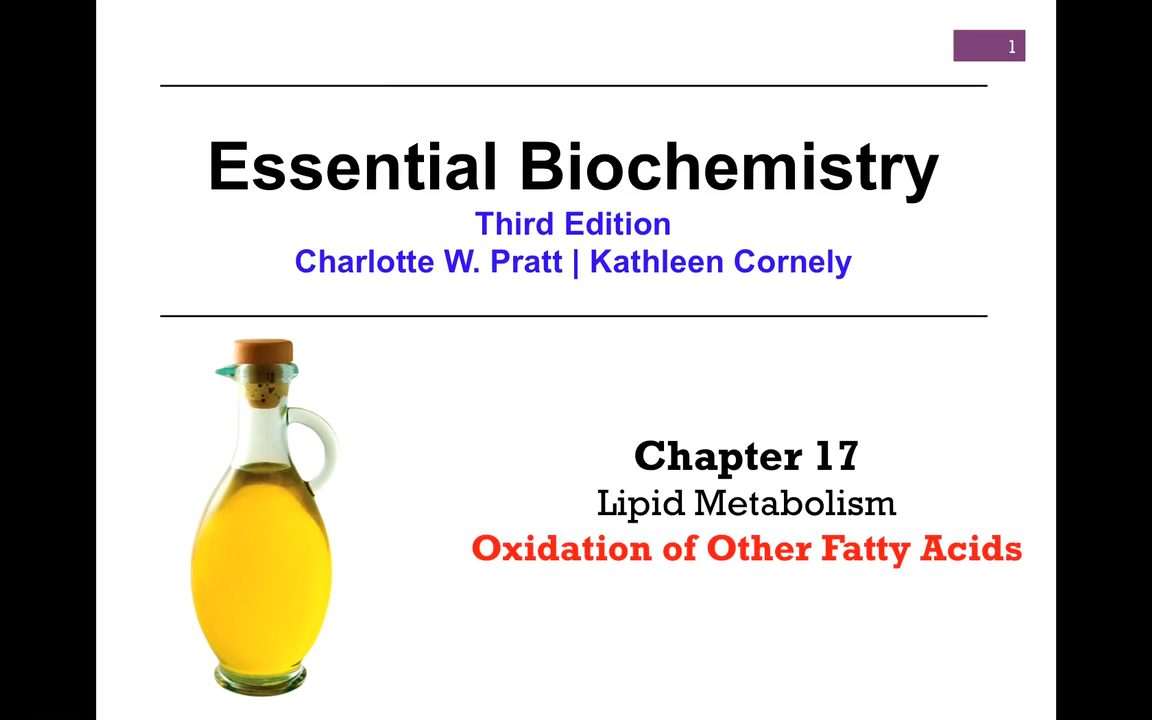 1
Essential Biochemistry
Third Edition
Charlotte W. Pratt | Kathleen Cornely
Chapter 17
Lipid Metabolism
Oxidation of Other Fatty Acids